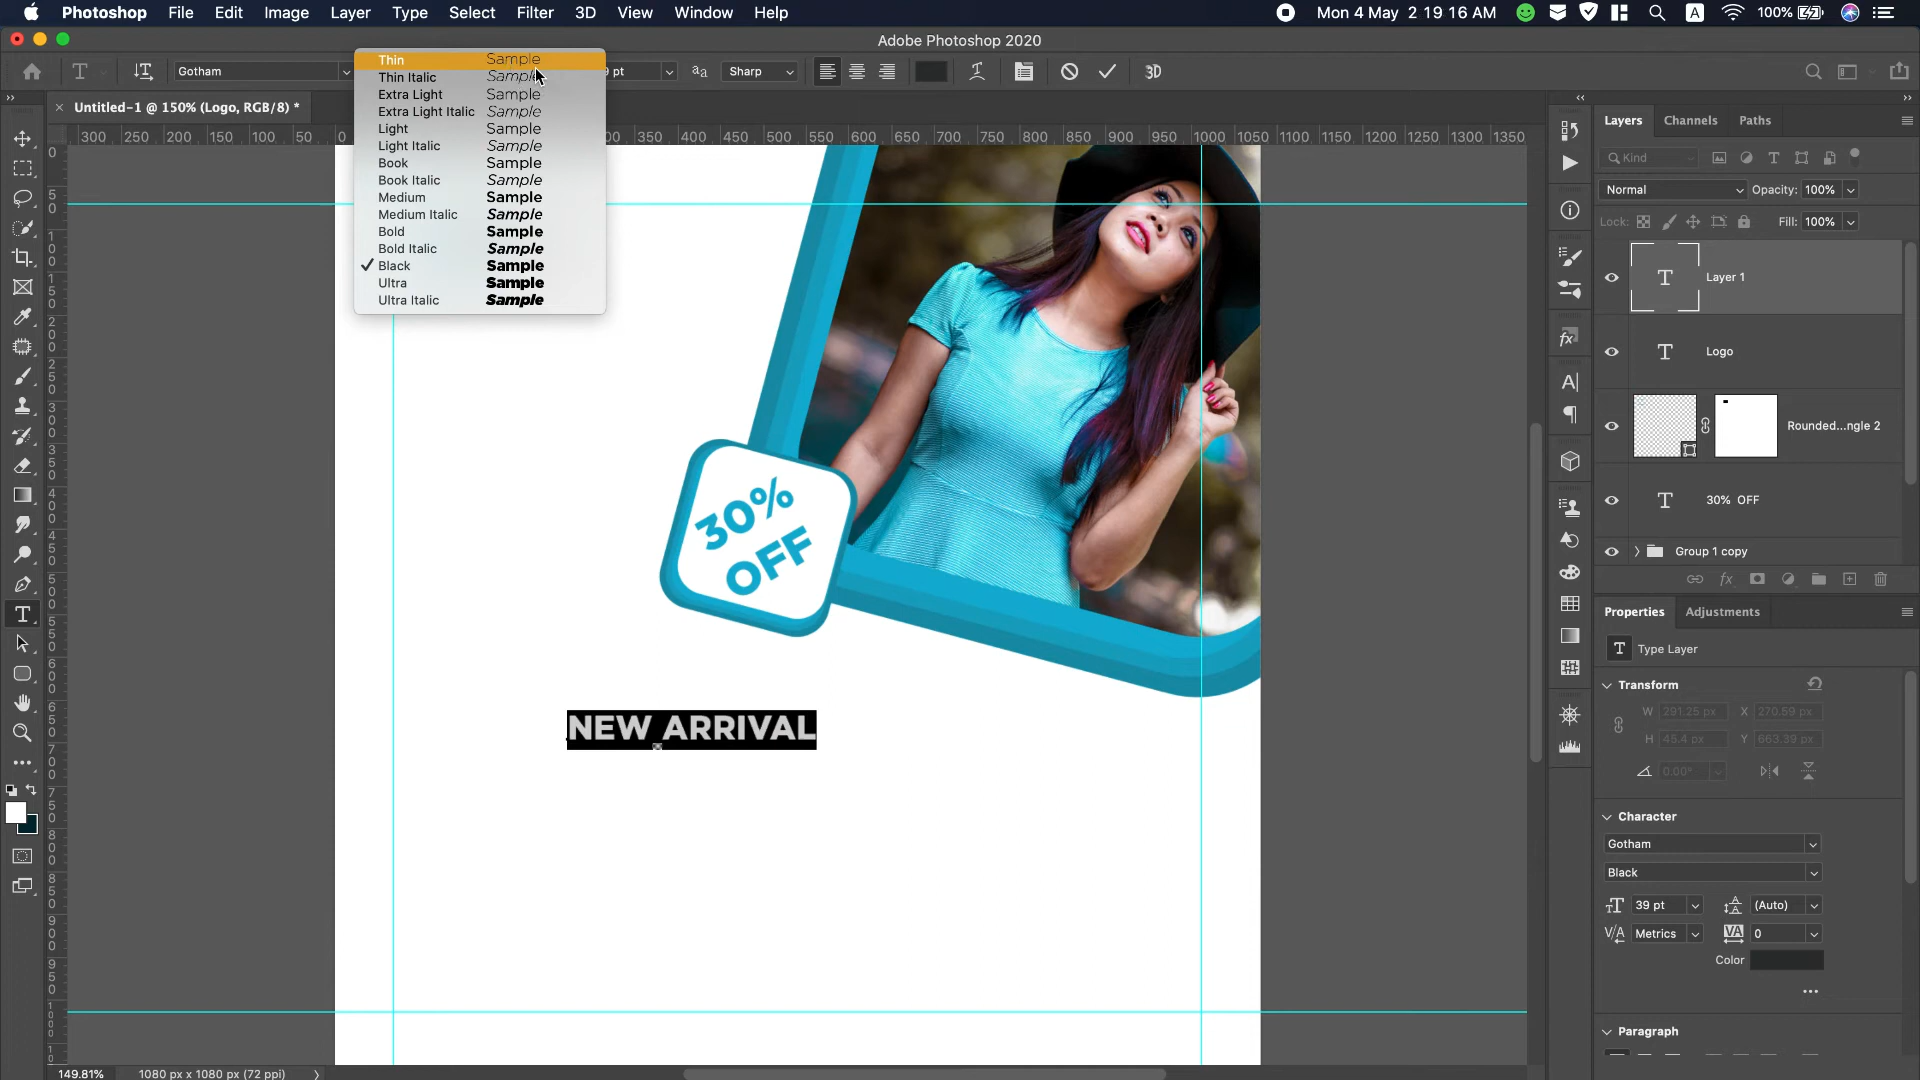 Photoshop File Edit Image Layer Type Select Filter 3D View Window Help Mon 4 May 2 19 16 AM A 100%
Adobe Photoshop 2020
Gotham pt aa Sharp 3D
Thin Sample
Thin Italic Sample
Extra Light Sample
Extra Light Italic Sample
Light Sample
Light Italic Sample
Book Sample
Book Italic Sample
Medium Sample
Medium Italic Sample
Bold Sample
Bold Italic Sample
Black Sample
Ultra Sample
Ultra Italic Sample
Untitled-1 @ 150% (Logo, RGB/8) *
300 250 200 150 100 50 0 350 400 450 500 550 600 650 700 750 800 850 900 950 1000 1050 1100 1150 1200 1250 1300 1350
30%
OFF
NEW ARRIVAL
149.81% 1080 px x 1080 px (72 ppi)
Layers Channels Paths
Kind
Normal Opacity: 100%
Lock: Fill: 100%
Layer 1
Logo
Rounded...ngle 2
30% OFF
Group 1 copy
Properties Adjustments
Type Layer
Transform
W 291.25 px X 270.59 px
H 45.4 px Y 663.39 px
0.00°
Character
Gotham
Black
39 pt (Auto)
Metrics 0
Color
Paragraph